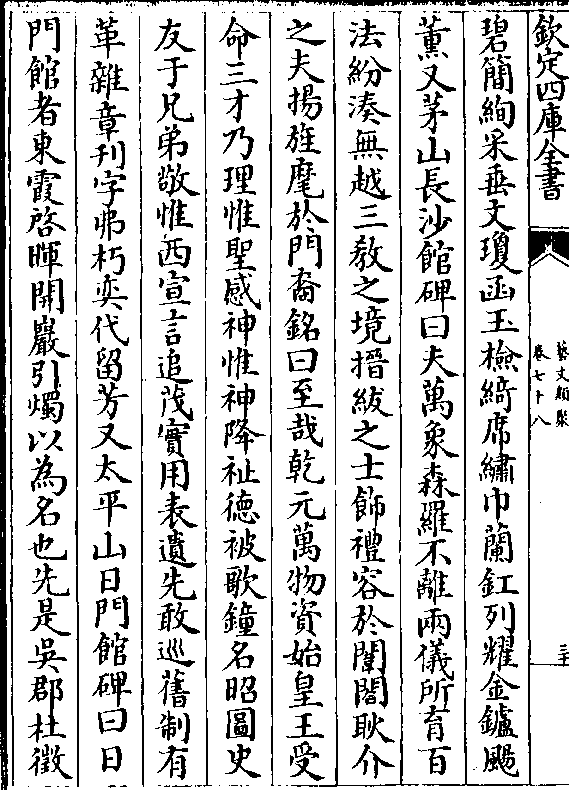 欽定四庫全書
藝文類聚
卷七十八
三十
碧簡絢采垂文瓊函玉檢綺席繡巾蘭釭列耀金鑪颺
薫又茅山長沙館碑曰夫萬象森羅不離兩儀所育百
法紛湊無越三教之境搢紱之士飾禮容於闈閤耿介
之夫揚旌麾於門裔銘曰至哉乾元萬物資始皇王受
命三才乃理惟聖感神惟神降祉德被歌鐘名昭圖史
友于兄弟敬惟西宣言追茂實用表遺先敢巡舊制有
革雜章刊字弗朽奕代留芳又太平山日門館碑曰日
門館者東霞啓暉開巖引燭以為名也先是吳郡杜徵